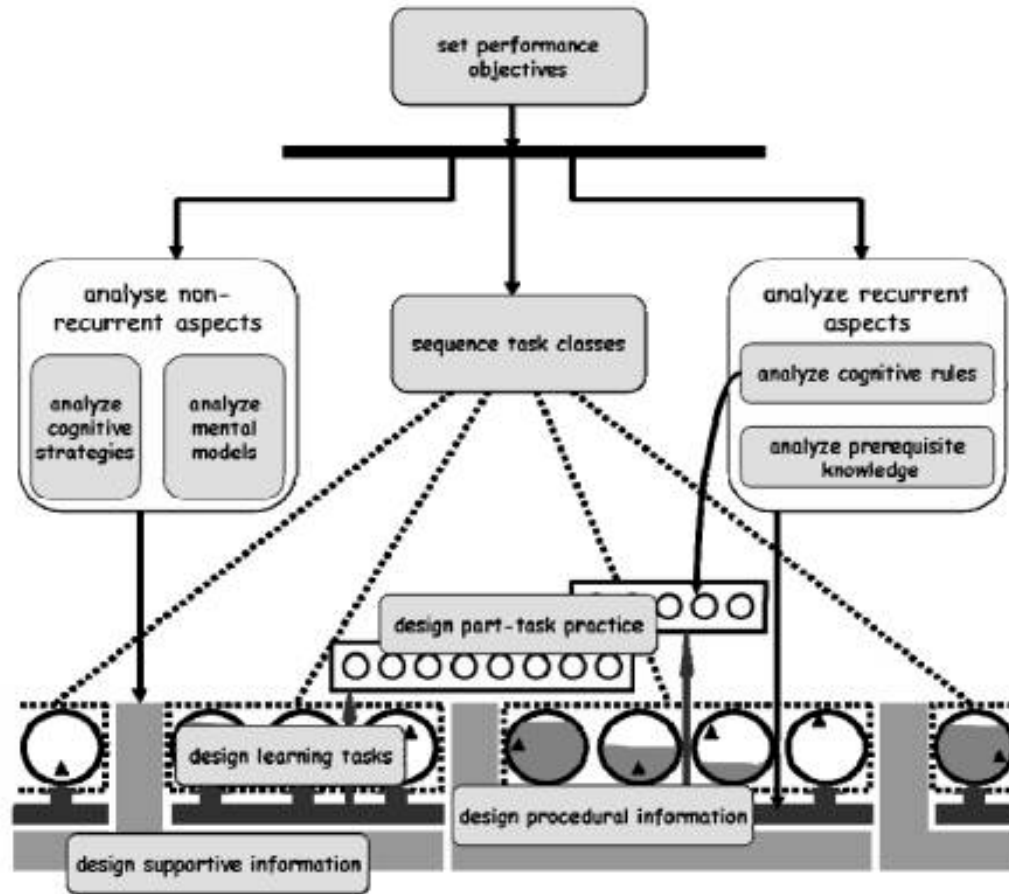 set performance
objectives
analyse non-
recurrent aspects
analyze
cognitive
strategies
analyze
mental
models
sequence task classes
analyze recurrent
aspects
analyze cognitive rules
analyze prerequisite
knowledge
design part-task practice
design learning tasks
design procedural information
design supportive information